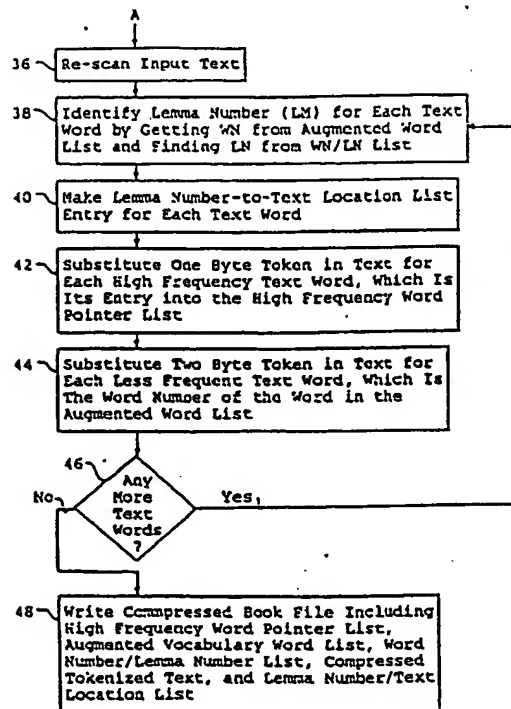 A
36 Re-scan Input Text
38 Identify Lemma Number (LM) for Each Text
Word by Getting WN from Augmented Word
List and Finding LN from WN/LN List
40 Make Lemma Number-to-Text Location List
Entry for Each Text Word
42 Substitute One Byte Token in Text for
Each High Frequency Text Word, Which Is
Its Entry into the High Frequency Word
Pointer List
44 Substitute Two Byte Token in Text for
Each Less Frequent Text Word, Which Is
The Word Number of the Word in the
Augmented Word List
46 Any
More
Text
Words
?
No
Yes
48 Write Commpressed Book File Including
High Frequency Word Pointer List,
Augmented Vocabulary Word List, Word
Number/Lemma Number List, Compressed
Tokenized Text, and Lemma Number/Text
Location List